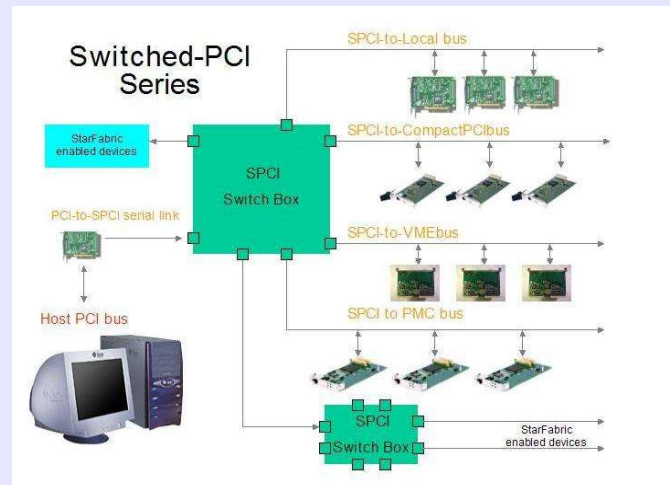 Switched-PCI
Series
SPCI-to-Local bus
StarFabric
enabled devices
SPCI-to-CompactPCIbus
SPCI
Switch Box
PCI-to-SPCI serial link
SPCI-to-VMEbus
Host PCI bus
SPCI to PMC bus
SPCI
Switch Box
StarFabric
enabled devices